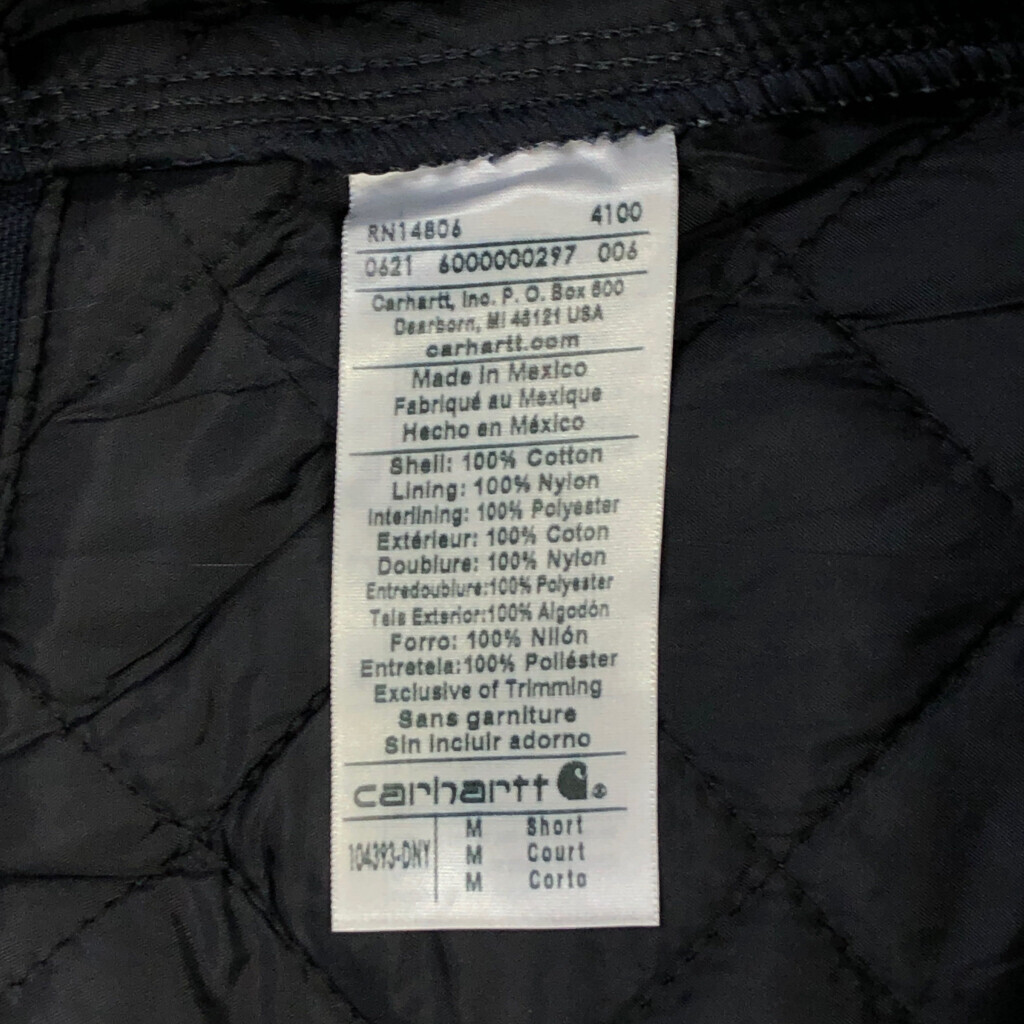 RN14806 4100
0621 6000000297 006
Carhartt, Inc. P. O. Box 600
Dearborn, MI 48121 USA
carhartt.com
Made in Mexico
Fabriqué au Mexique
Hecho en México
Shell: 100% Cotton
Lining: 100% Nylon
Interlining: 100% Polyester
Extérieur: 100% Coton
Doublure: 100% Nylon
Entredoublure:100% Polyester
Tela Exterior:100% Algodón
Forro: 100% Nilón
Entretela:100% Poliéster
Exclusive of Trimming
Sans garniture
Sin incluir adorno
carhartt ®
M Short
104393-DNY M Court
M Corto